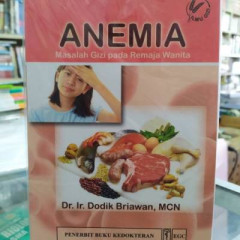 ANEMIA
Masalah Gizi pada Remaja Wanita
Dr. Ir. Dodik Briawan, MCN
PENERBIT BUKU KEDOKTERAN
EGC